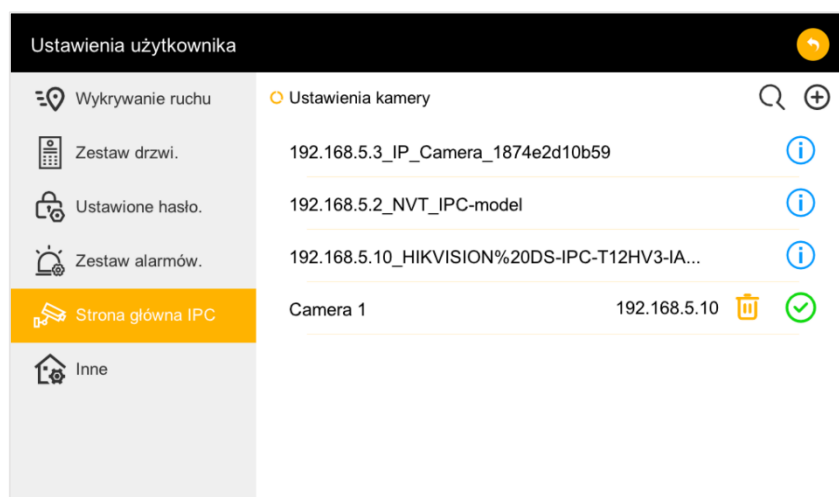 Ustawienia użytkownika
Wykrywanie ruchu
Zestaw drzwi.
Ustawione hasło.
Zestaw alarmów.
Strona główna IPC
Inne
Ustawienia kamery
192.168.5.3_IP_Camera_1874e2d10b59
192.168.5.2_NVT_IPC-model
192.168.5.10_HIKVISION%20DS-IPC-T12HV3-IA...
Camera 1 192.168.5.10